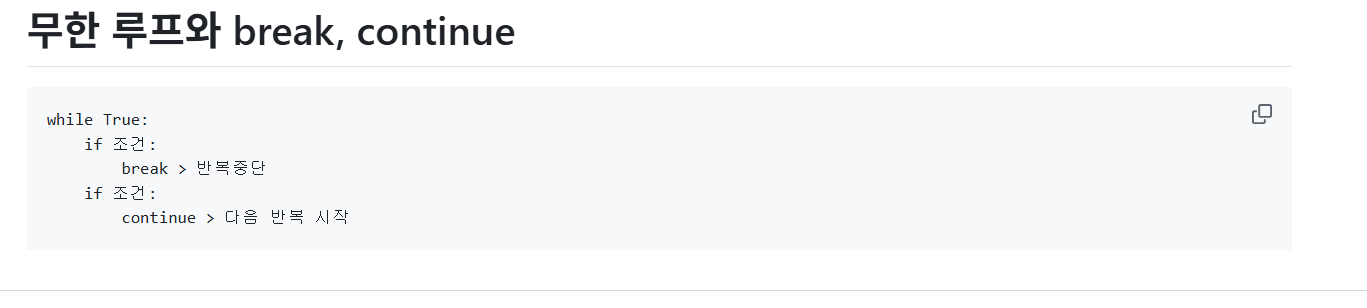 무한 루프와 break, continue
while True:
    if 조건:
        break > 반복중단
    if 조건:
        continue > 다음 반복 시작